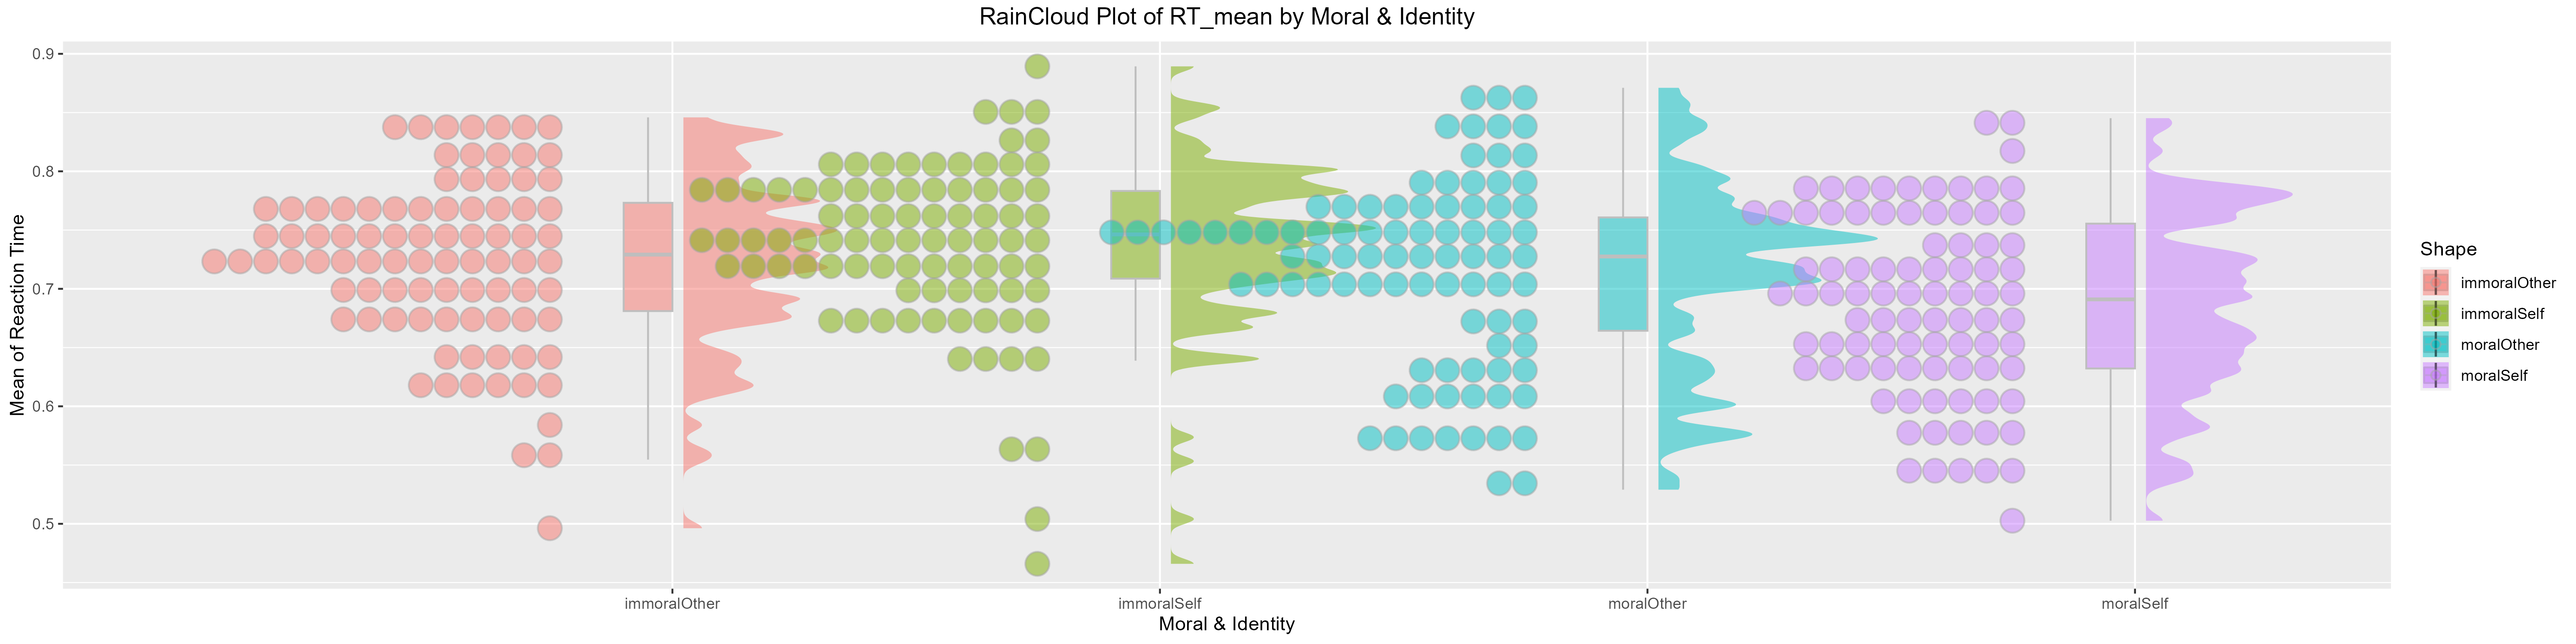 RainCloud Plot of RT_mean by Moral & Identity
0.9
0.8
0.7
0.6
0.5
Mean of Reaction Time
immoralOther
immoralSelf
moralOther
moralSelf
Moral & Identity
Shape
immoralOther
immoralSelf
moralOther
moralSelf